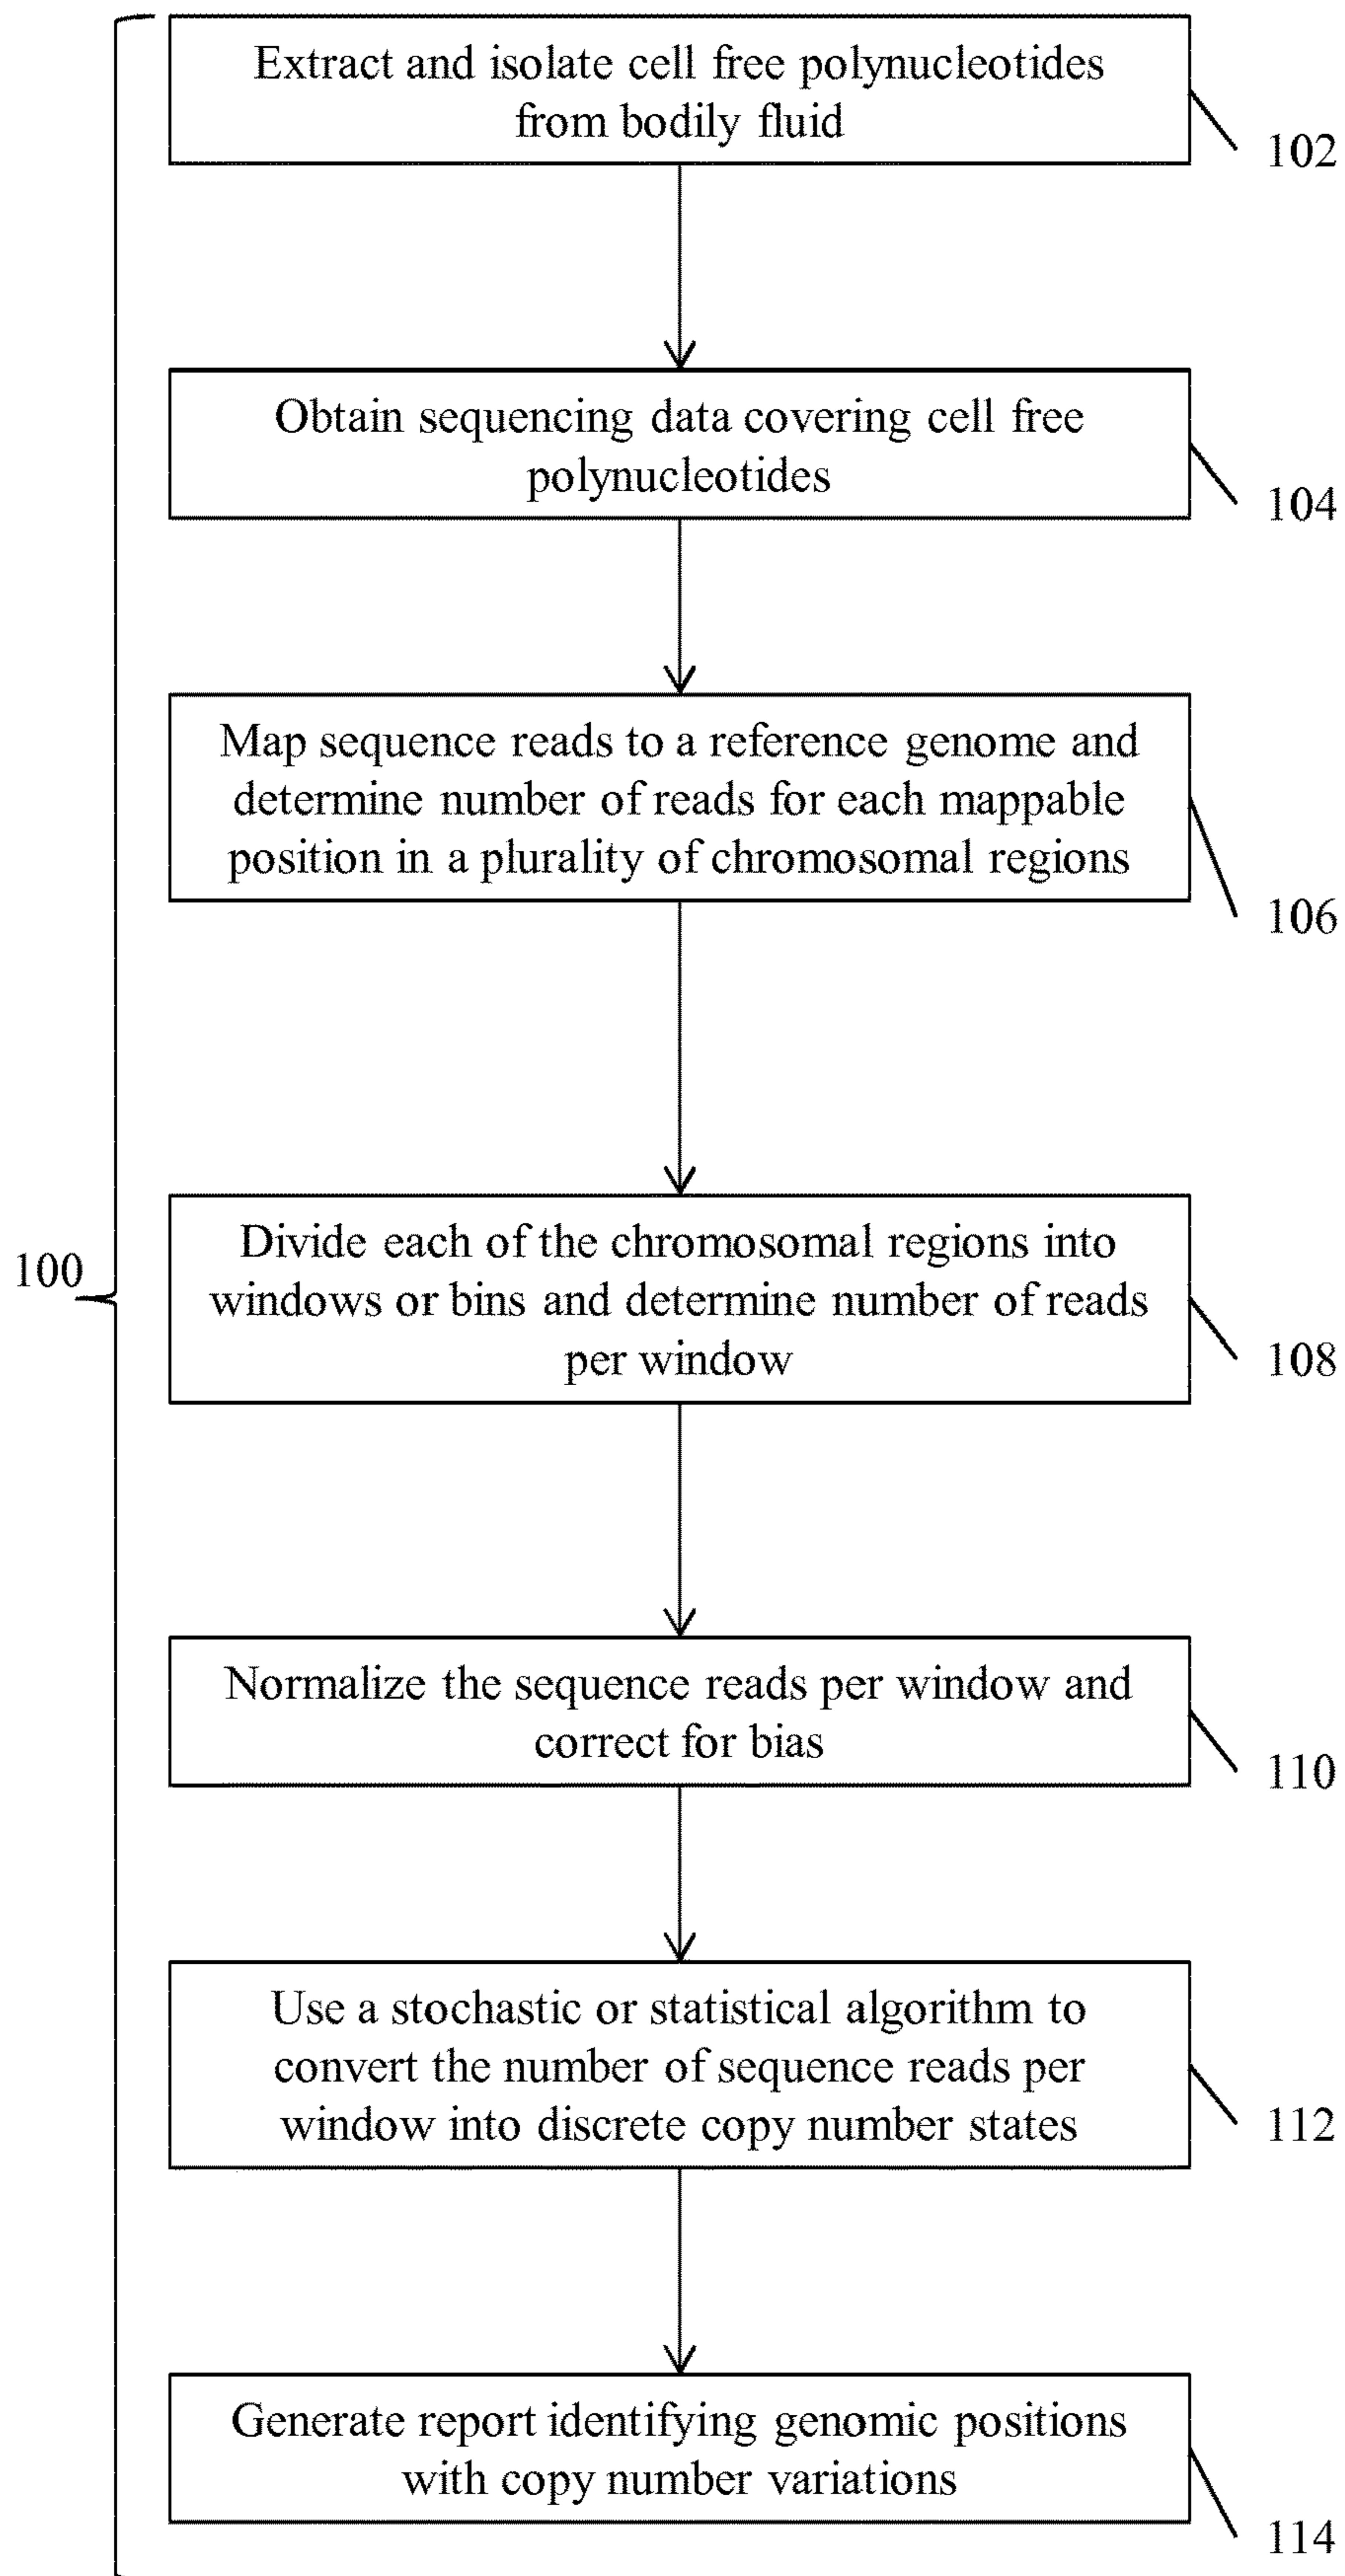 Extract and isolate cell free polynucleotides
from bodily fluid
102
Obtain sequencing data covering cell free
polynucleotides
104
Map sequence reads to a reference genome and
determine number of reads for each mappable
position in a plurality of chromosomal regions
106
100
Divide each of the chromosomal regions into
windows or bins and determine number of reads
per window
108
Normalize the sequence reads per window and
correct for bias
110
Use a stochastic or statistical algorithm to
convert the number of sequence reads per
window into discrete copy number states
112
Generate report identifying genomic positions
with copy number variations
114